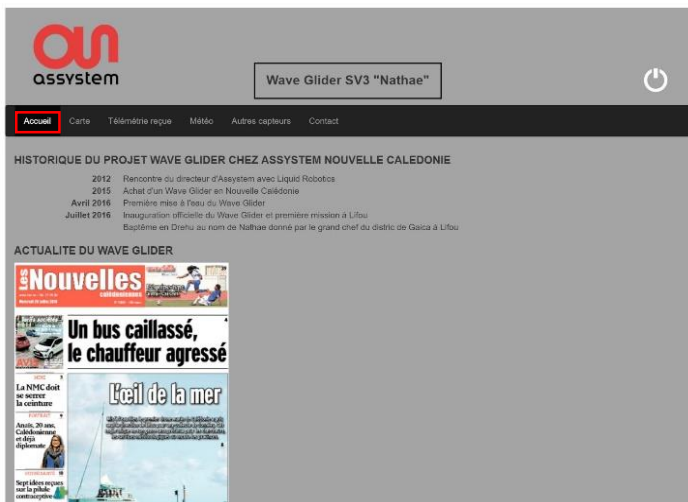 assystem
Wave Glider SV3 "Nathae"
Accueil Carte Télémétrie reçue Météo Autres capteurs Contact
HISTORIQUE DU PROJET WAVE GLIDER CHEZ ASSYSTEM NOUVELLE CALEDONIE
2012 Rencontre du directeur d'Assystem avec Liquid Robotics
2015 Achat d'un Wave Glider en Nouvelle Calédonie
Avril 2016 Première mise à l'eau du Wave Glider
Juillet 2016 Inauguration officielle du Wave Glider et première mission à Lifou
Baptême en Drehu au nom de Nathae donné par le grand chef du distric de Gaica à Lifou
ACTUALITE DU WAVE GLIDER
Les Nouvelles
calédoniennes
Un bus caillassé,
le chauffeur agressé
AVIS
La NMC doit
se serrer
la ceinture
L'œil de la mer
Anaïs, 20 ans,
Calédonienne
et déjà
diplomate
Sept idées reçues
sur la pilule
contraceptive